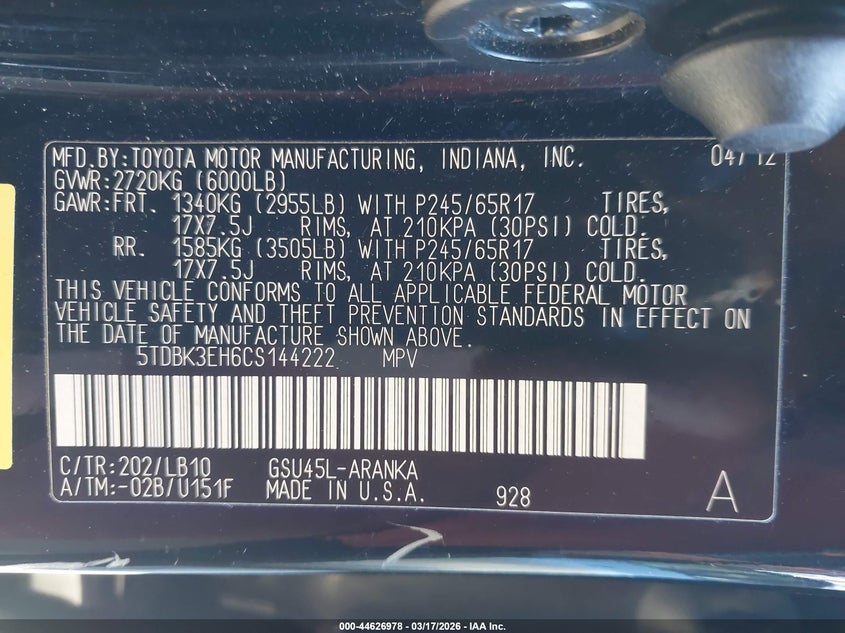 MFD.BY:TOYOTA MOTOR MANUFACTURING, INDIANA, INC. 04/12
GVWR:2720KG (6000LB)
GAWR:FRT. 1340KG (2955LB) WITH P245/65R17 TIRES,
17X7.5J RIMS, AT 210KPA (30PSI) COLD.
RR. 1585KG (3505LB) WITH P245/65R17 TIRES,
17X7.5J RIMS, AT 210KPA (30PSI) COLD.
THIS VEHICLE CONFORMS TO ALL APPLICABLE FEDERAL MOTOR
VEHICLE SAFETY AND THEFT PREVENTION STANDARDS IN EFFECT ON
THE DATE OF MANUFACTURE SHOWN ABOVE.
5TDBK3EH6CS144222 MPV
C/TR:202/LB10 GSU45L-ARANKA
A/TM:-02B/U151F MADE IN U.S.A. 928 A
000-44626978 - 03/17/2026 - IAA Inc.